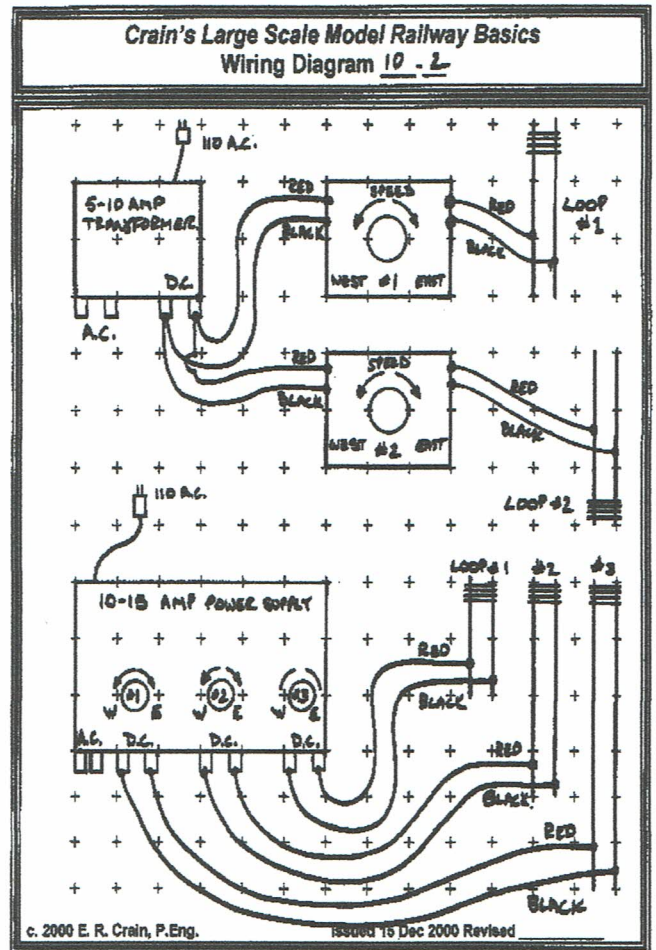 Crain's Large Scale Model Railway Basics
Wiring Diagram 10-2
110 A.C.
5-10 AMP
TRANSFORMER
D.C.
A.C.
RED
BLACK
SPEED
WEST #1 EAST
RED
BLACK
LOOP
#1
RED
BLACK
SPEED
WEST #2 EAST
RED
BLACK
LOOP #2
110 A.C.
10-15 AMP POWER SUPPLY
#1
#2
#3
W E
W E
W E
A.C. D.C. D.C. D.C.
LOOP #1 #2 #3
RED
BLACK
RED
BLACK
RED
BLACK
c. 2000 E. R. Crain, P.Eng. Issued 15 Dec 2000 Revised